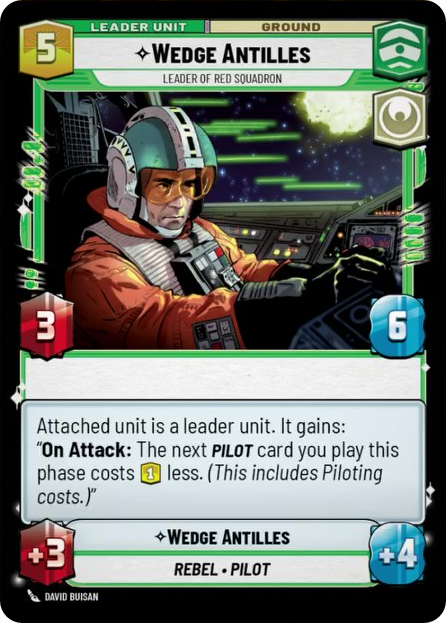 LEADER UNIT
GROUND
5
✧WEDGE ANTILLES
LEADER OF RED SQUADRON
3
6
Attached unit is a leader unit. It gains:
"On Attack: The next PILOT card you play this
phase costs 1 less. (This includes Piloting
costs.)"
+3
✧WEDGE ANTILLES
+4
REBEL • PILOT
DAVID BUISAN